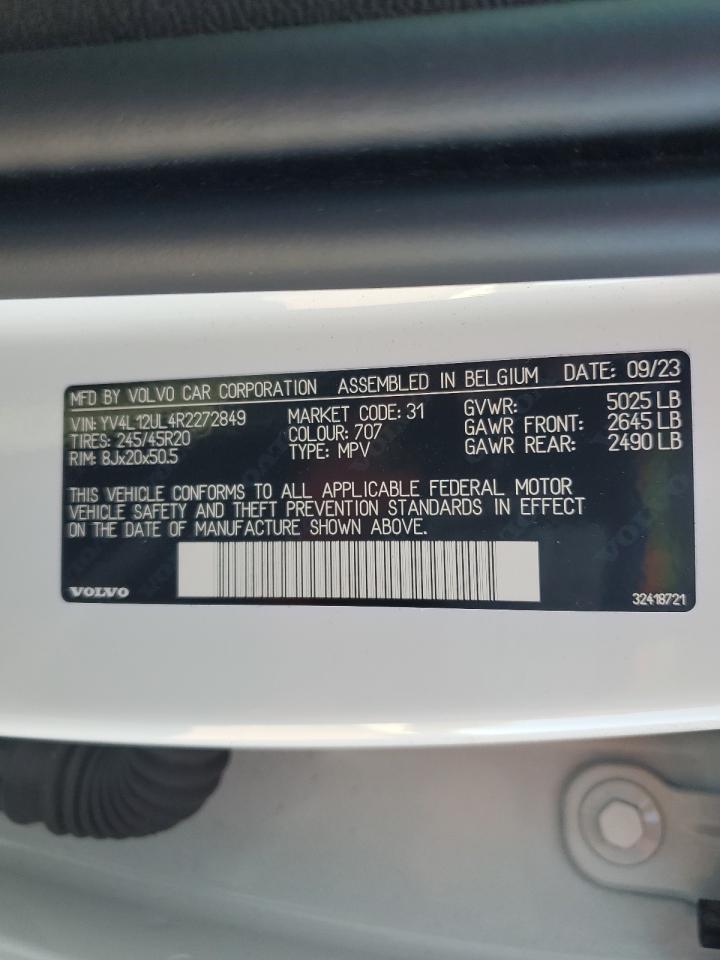 MFD BY VOLVO CAR CORPORATION ASSEMBLED IN BELGIUM DATE: 09/23
VIN: YV4L12UL4R2272849 MARKET CODE: 31 GVWR: 5025 LB
TIRES: 245/45R20 COLOUR: 707 GAWR FRONT: 2645 LB
RIM: 8Jx20x50.5 TYPE: MPV GAWR REAR: 2490 LB
THIS VEHICLE CONFORMS TO ALL APPLICABLE FEDERAL MOTOR
VEHICLE SAFETY AND THEFT PREVENTION STANDARDS IN EFFECT
ON THE DATE OF MANUFACTURE SHOWN ABOVE.
VOLVO 32418721